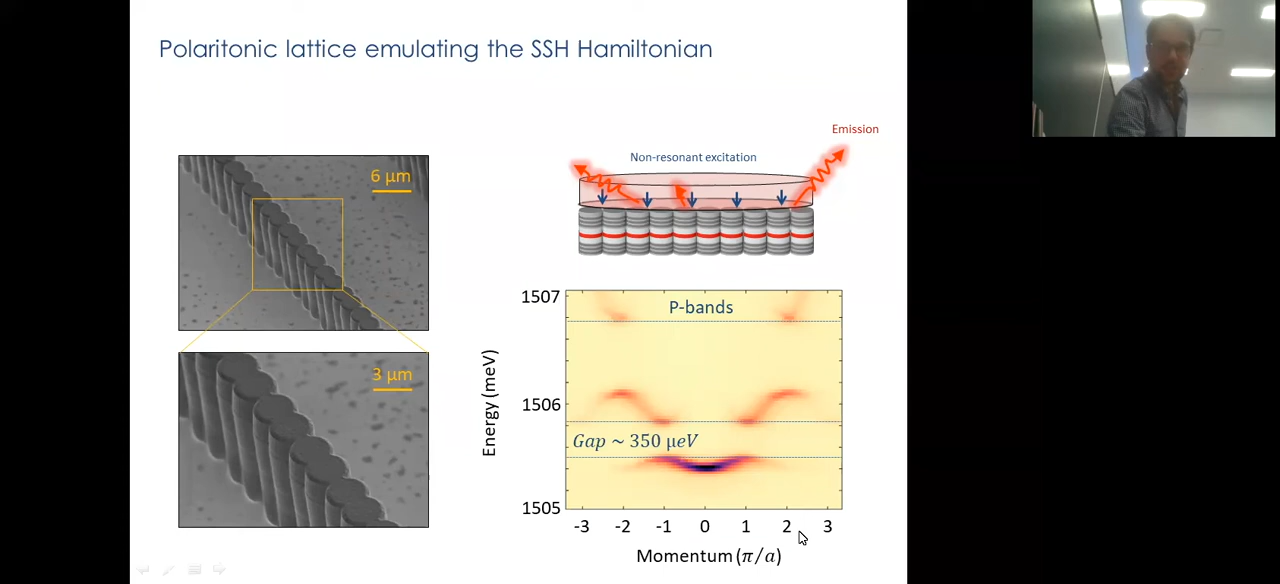 Polaritonic lattice emulating the SSH Hamiltonian
6 μm
3 μm
Emission
Non-resonant excitation
P-bands
Gap ~ 350 μeV
1507
1506
1505
Energy (meV)
-3 -2 -1 0 1 2 3
Momentum (π/a)